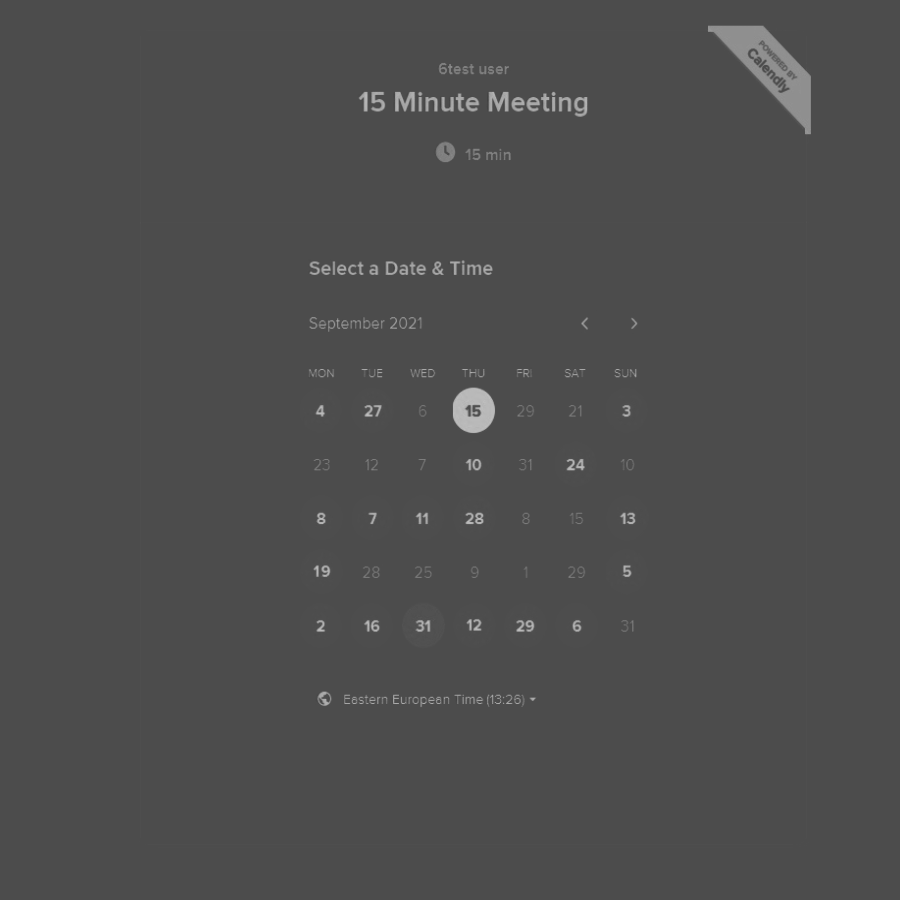 POWERED BY
Calendly
6test user
15 Minute Meeting
15 min
Select a Date & Time
September 2021
MON TUE WED THU FRI SAT SUN
4 27 6 15 29 21 3
23 12 7 10 31 24 10
8 7 11 28 8 15 13
19 28 25 9 1 29 5
2 16 31 12 29 6 31
Eastern European Time (13:26)